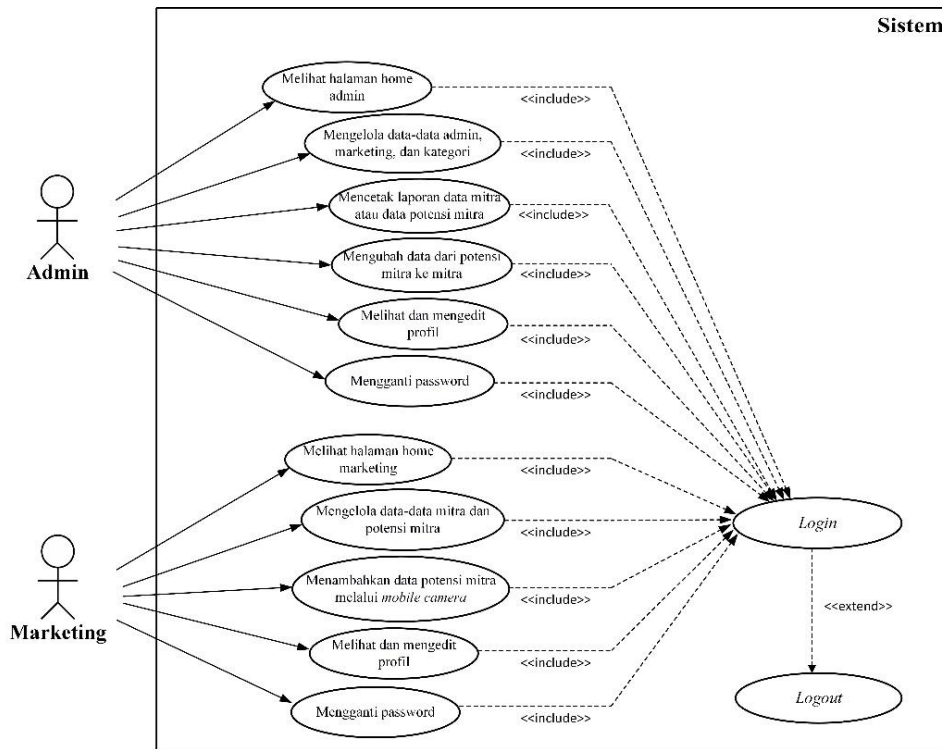 Sistem
Melihat halaman home
admin
<<include>>
Mengelola data-data admin,
marketing, dan kategori
<<include>>
Mencetak laporan data mitra
atau data potensi mitra
<<include>>
Admin
Mengubah data dari potensi
mitra ke mitra
<<include>>
Melihat dan mengedit
profil
<<include>>
Mengganti password
<<include>>
Melihat halaman home
marketing
<<include>>
Mengelola data-data mitra dan
potensi mitra
<<include>>
Login
Marketing
Menambahkan data potensi mitra
melalui mobile camera
<<include>>
<<extend>>
Melihat dan mengedit
profil
<<include>>
Mengganti password
<<include>>
Logout